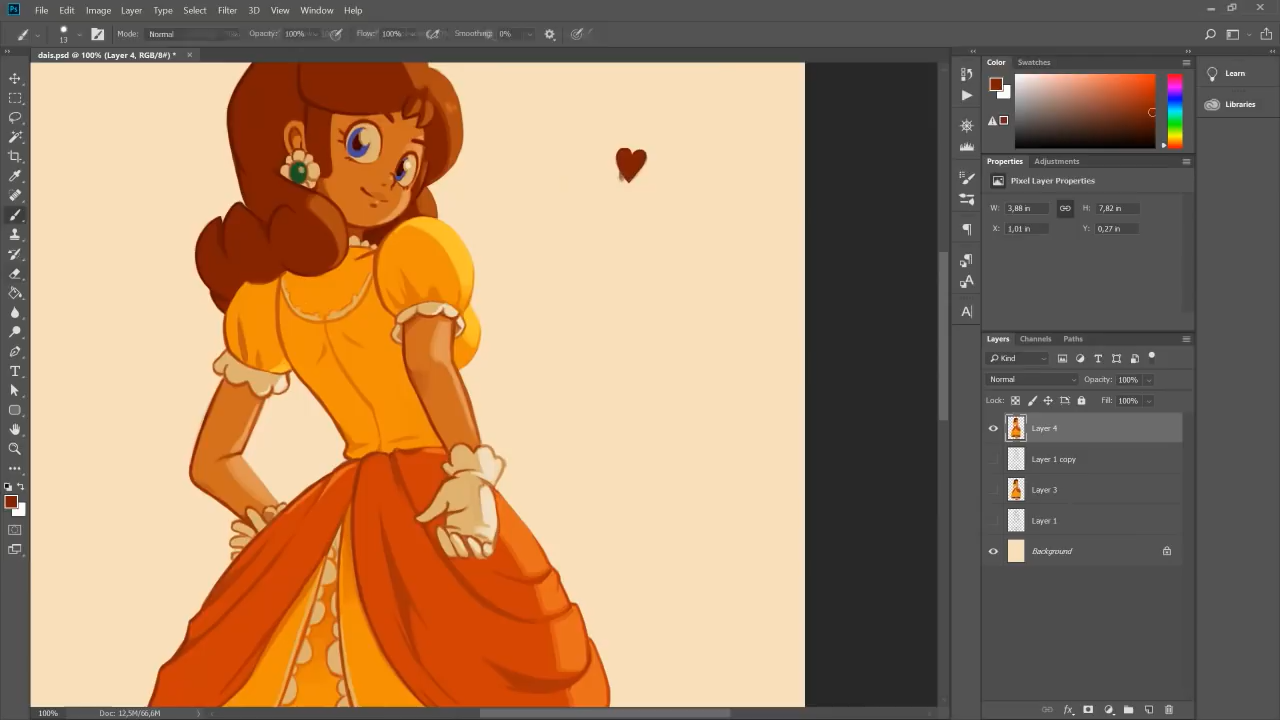 Ps File Edit Image Layer Type Select Filter 3D View Window Help
13 Mode: Normal Opacity: 100% Flow: 100% Smoothing: 0%
dais.psd @ 100% (Layer 4, RGB/8#) *
Color Swatches
Learn
Libraries
Properties Adjustments
Pixel Layer Properties
W: 3,88 in H: 7,82 in
X: 1,01 in Y: 0,27 in
Layers Channels Paths
Kind
Normal Opacity: 100%
Lock: Fill: 100%
Layer 4
Layer 1 copy
Layer 3
Layer 1
Background
fx
100% Doc: 12,5M/66,6M